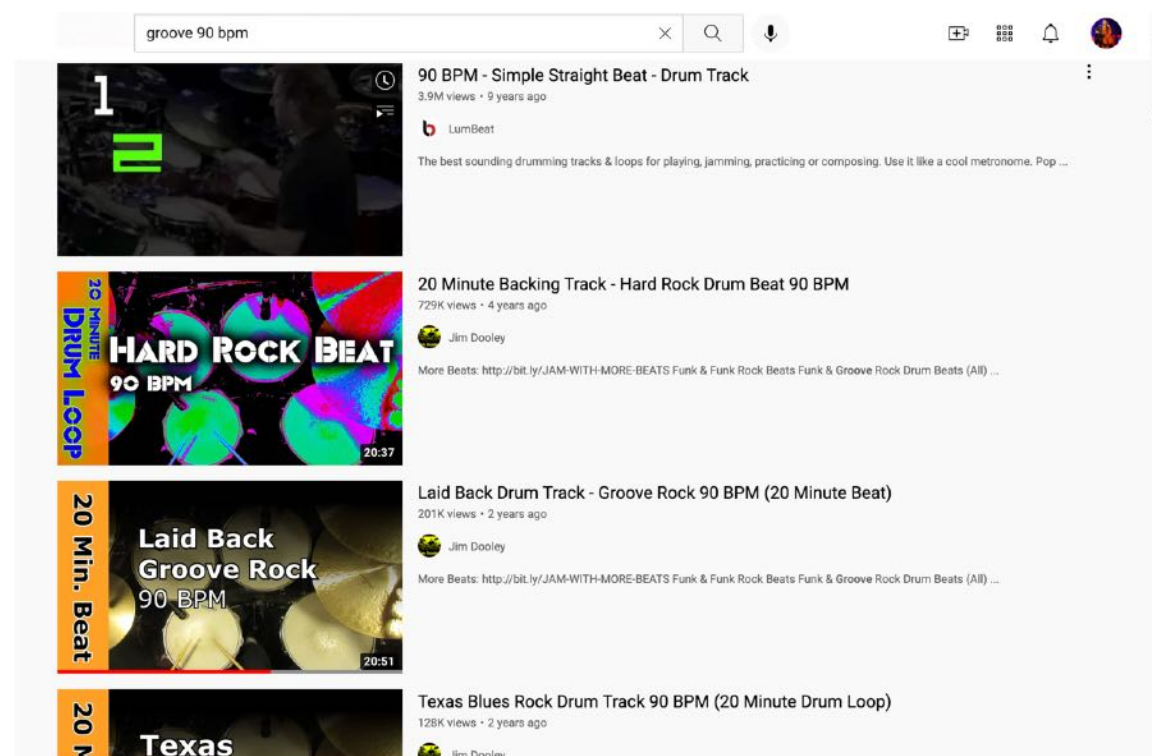 groove 90 bpm
1
2
90 BPM - Simple Straight Beat - Drum Track
3.9M views • 9 years ago
LumBeat
The best sounding drumming tracks & loops for playing, jamming, practicing or composing. Use it like a cool metronome. Pop ...
20 MINUTE
DRUM LOOP
HARD ROCK BEAT
90 BPM
20:37
20 Minute Backing Track - Hard Rock Drum Beat 90 BPM
729K views • 4 years ago
Jim Dooley
More Beats: http://bit.ly/JAM-WITH-MORE-BEATS Funk & Funk Rock Beats Funk & Groove Rock Drum Beats (All) ...
20 Min. Beat
Laid Back
Groove Rock
90 BPM
20:51
Laid Back Drum Track - Groove Rock 90 BPM (20 Minute Beat)
201K views • 2 years ago
Jim Dooley
More Beats: http://bit.ly/JAM-WITH-MORE-BEATS Funk & Funk Rock Beats Funk & Groove Rock Drum Beats (All) ...
20
Texas
Texas Blues Rock Drum Track 90 BPM (20 Minute Drum Loop)
128K views • 2 years ago
Jim Dooley